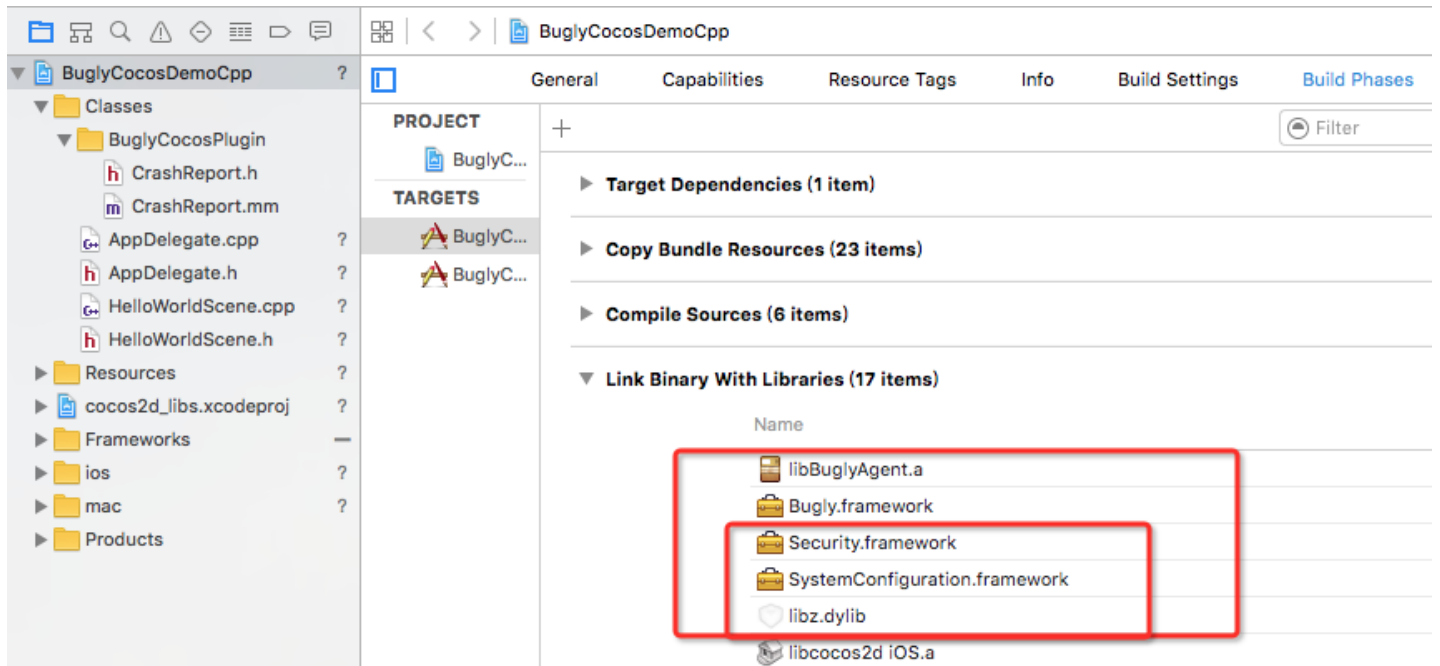 BuglyCocosDemoCpp
BuglyCocosDemoCpp ?
General Capabilities Resource Tags Info Build Settings Build Phases
Classes
BuglyCocosPlugin
h CrashReport.h
m CrashReport.mm
C++ AppDelegate.cpp ?
h AppDelegate.h ?
C++ HelloWorldScene.cpp ?
h HelloWorldScene.h ?
Resources ?
cocos2d_libs.xcodeproj ?
Frameworks
ios ?
mac ?
Products
PROJECT
BuglyC...
TARGETS
BuglyC...
BuglyC...
Filter
Target Dependencies (1 item)
Copy Bundle Resources (23 items)
Compile Sources (6 items)
Link Binary With Libraries (17 items)
Name
libBuglyAgent.a
Bugly.framework
Security.framework
SystemConfiguration.framework
libz.dylib
libcocos2d iOS.a